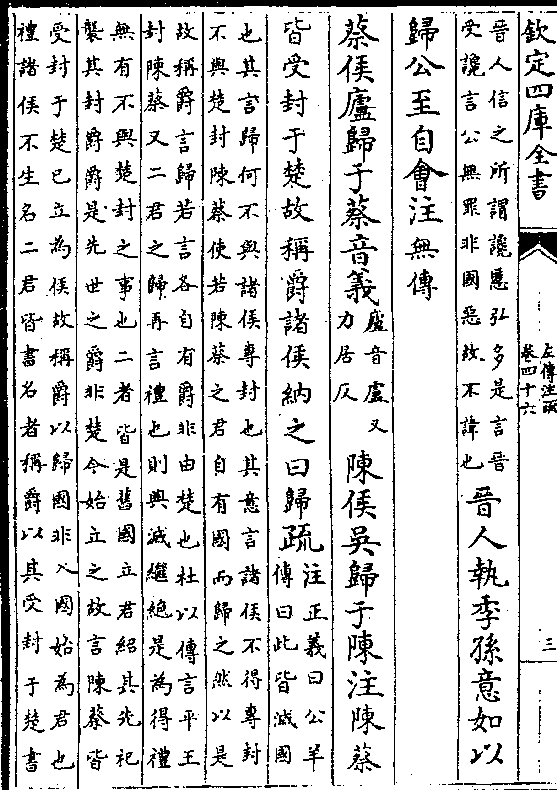 欽定四庫全書
左傳注疏
卷四十六
三
晉人信之所謂讒慝弘多是言晉
受讒言公無罪非國惡故不諱也
晉人執季孫意如以
歸公至自會注無傳
蔡侯廬歸于蔡音義
廬音盧又
力居反
陳侯吳歸于陳注陳蔡
皆受封于楚故稱爵諸侯納之曰歸疏
注正義曰公羊
傳曰此皆滅國
也其言歸何不與諸侯專封也其意言諸侯不得專封
不與楚封陳蔡使若陳蔡之君自有國而歸之然以是
故稱爵言歸若言各自有爵非由楚也杜以傳言平王
封陳蔡又二君之歸再言禮也則興滅繼絶是為得禮
無有不與楚封之事也二者皆是舊國立君紹其先祀
襲其封爵爵是先世之爵非楚今始立之故言陳蔡皆
受封于楚已立為侯故稱爵以歸國非入國始為君也
禮諸侯不生名二君皆書名者稱爵以其受封于楚書